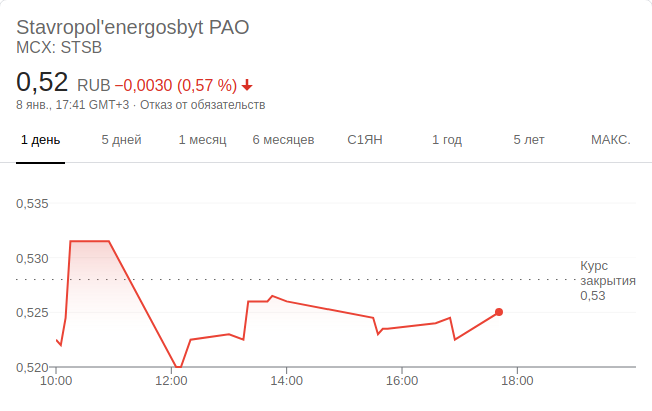 Stavropol'energosbyt PAO
MCX: STSB
0,52 RUB −0,0030 (0,57 %)
8 янв., 17:41 GMT+3 · Отказ от обязательств
1 день 5 дней 1 месяц 6 месяцев С1ЯН 1 год 5 лет МАКС.
0,535
0,530
Курс
закрытия
0,53
0,525
0,520
10:00 12:00 14:00 16:00 18:00